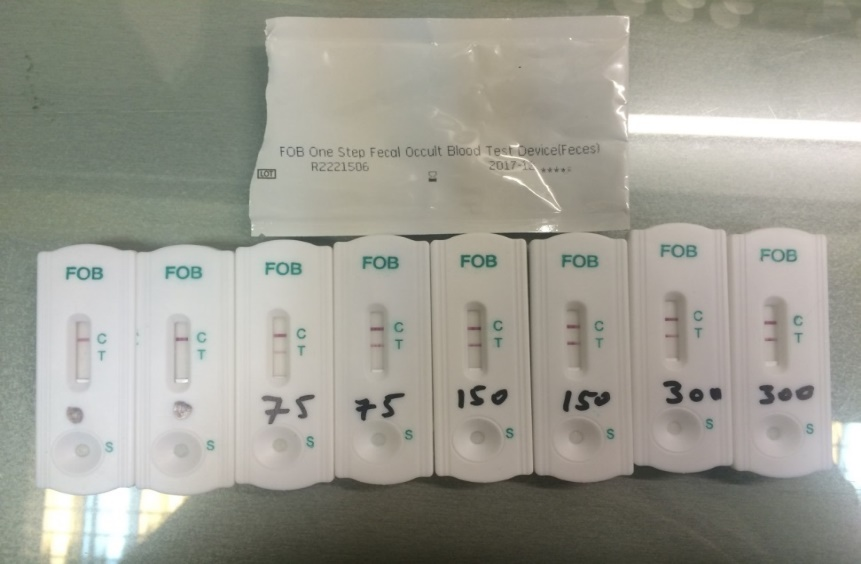 FOB One Step Fecal Occult Blood Test Device(Feces)
LOT R2221506 2017-12
FOB FOB FOB FOB FOB FOB FOB FOB
C C C C C C C C
T T T T T T T T
75 75 150 150 300 300
S S S S S S S S